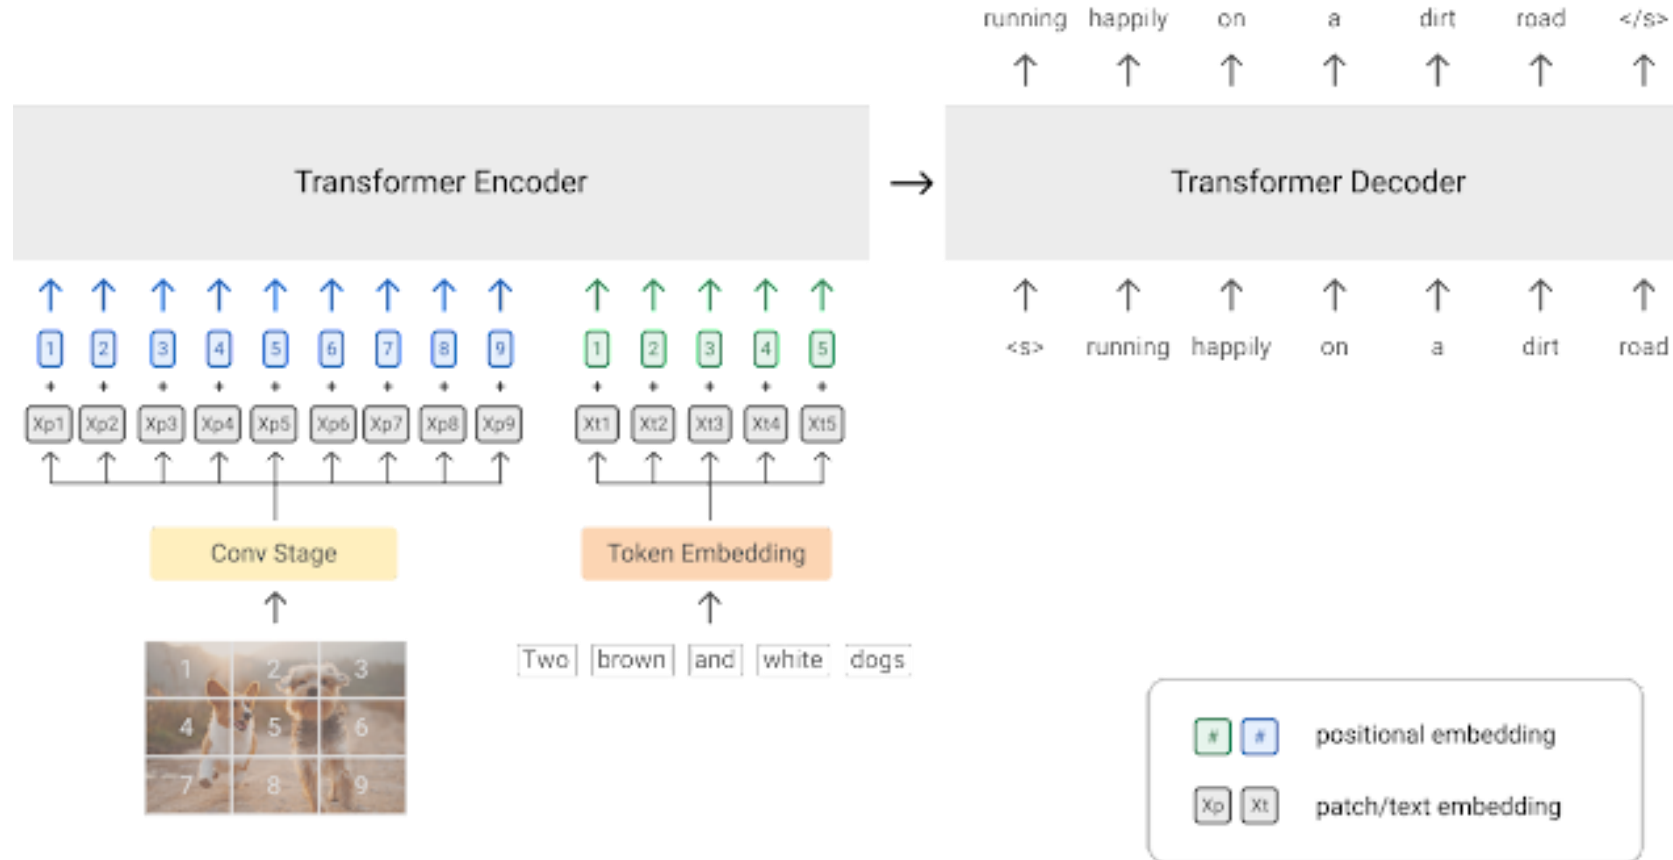 running happily on a dirt road </s>
Transformer Encoder
Transformer Decoder
1 2 3 4 5 6 7 8 9 1 2 3 4 5
<s> running happily on a dirt road
+ + + + + + + + + + + + + +
Xp1 Xp2 Xp3 Xp4 Xp5 Xp6 Xp7 Xp8 Xp9 Xt1 Xt2 Xt3 Xt4 Xt5
Conv Stage
Token Embedding
Two brown and white dogs
1 2 3
4 5 6
7 8 9
# # positional embedding
Xp Xt patch/text embedding